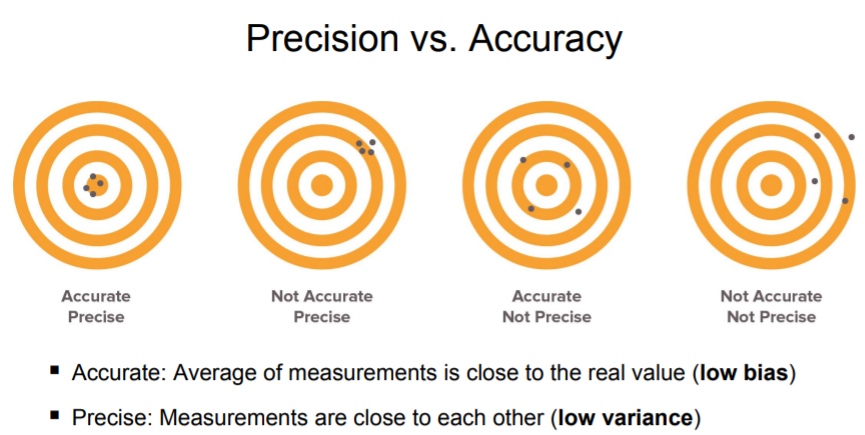 Precision vs. Accuracy
Accurate
Precise
Not Accurate
Precise
Accurate
Not Precise
Not Accurate
Not Precise
▪ Accurate: Average of measurements is close to the real value (low bias)
▪ Precise: Measurements are close to each other (low variance)